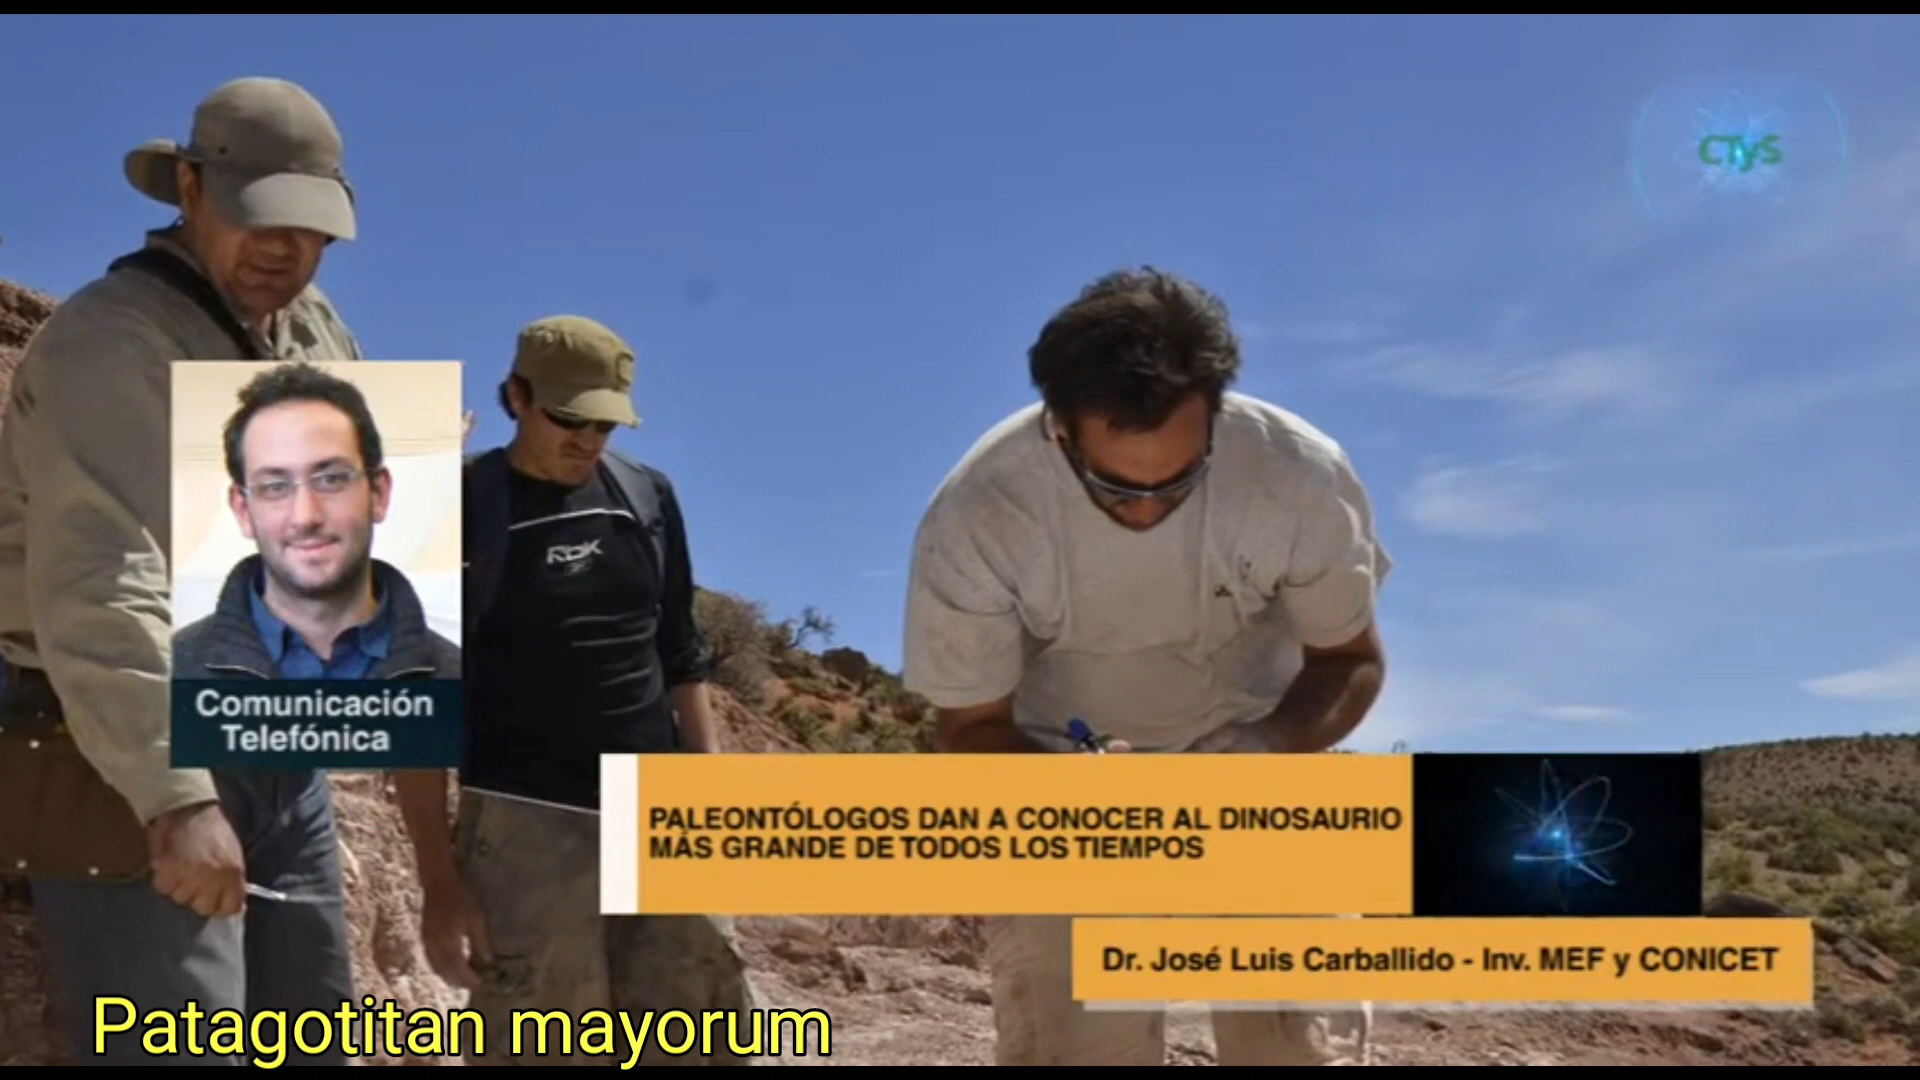 CTyS
RBK
Comunicación
Telefónica
PALEONTÓLOGOS DAN A CONOCER AL DINOSAURIO
MÁS GRANDE DE TODOS LOS TIEMPOS
Dr. José Luis Carballido - Inv. MEF y CONICET
Patagotitan mayorum